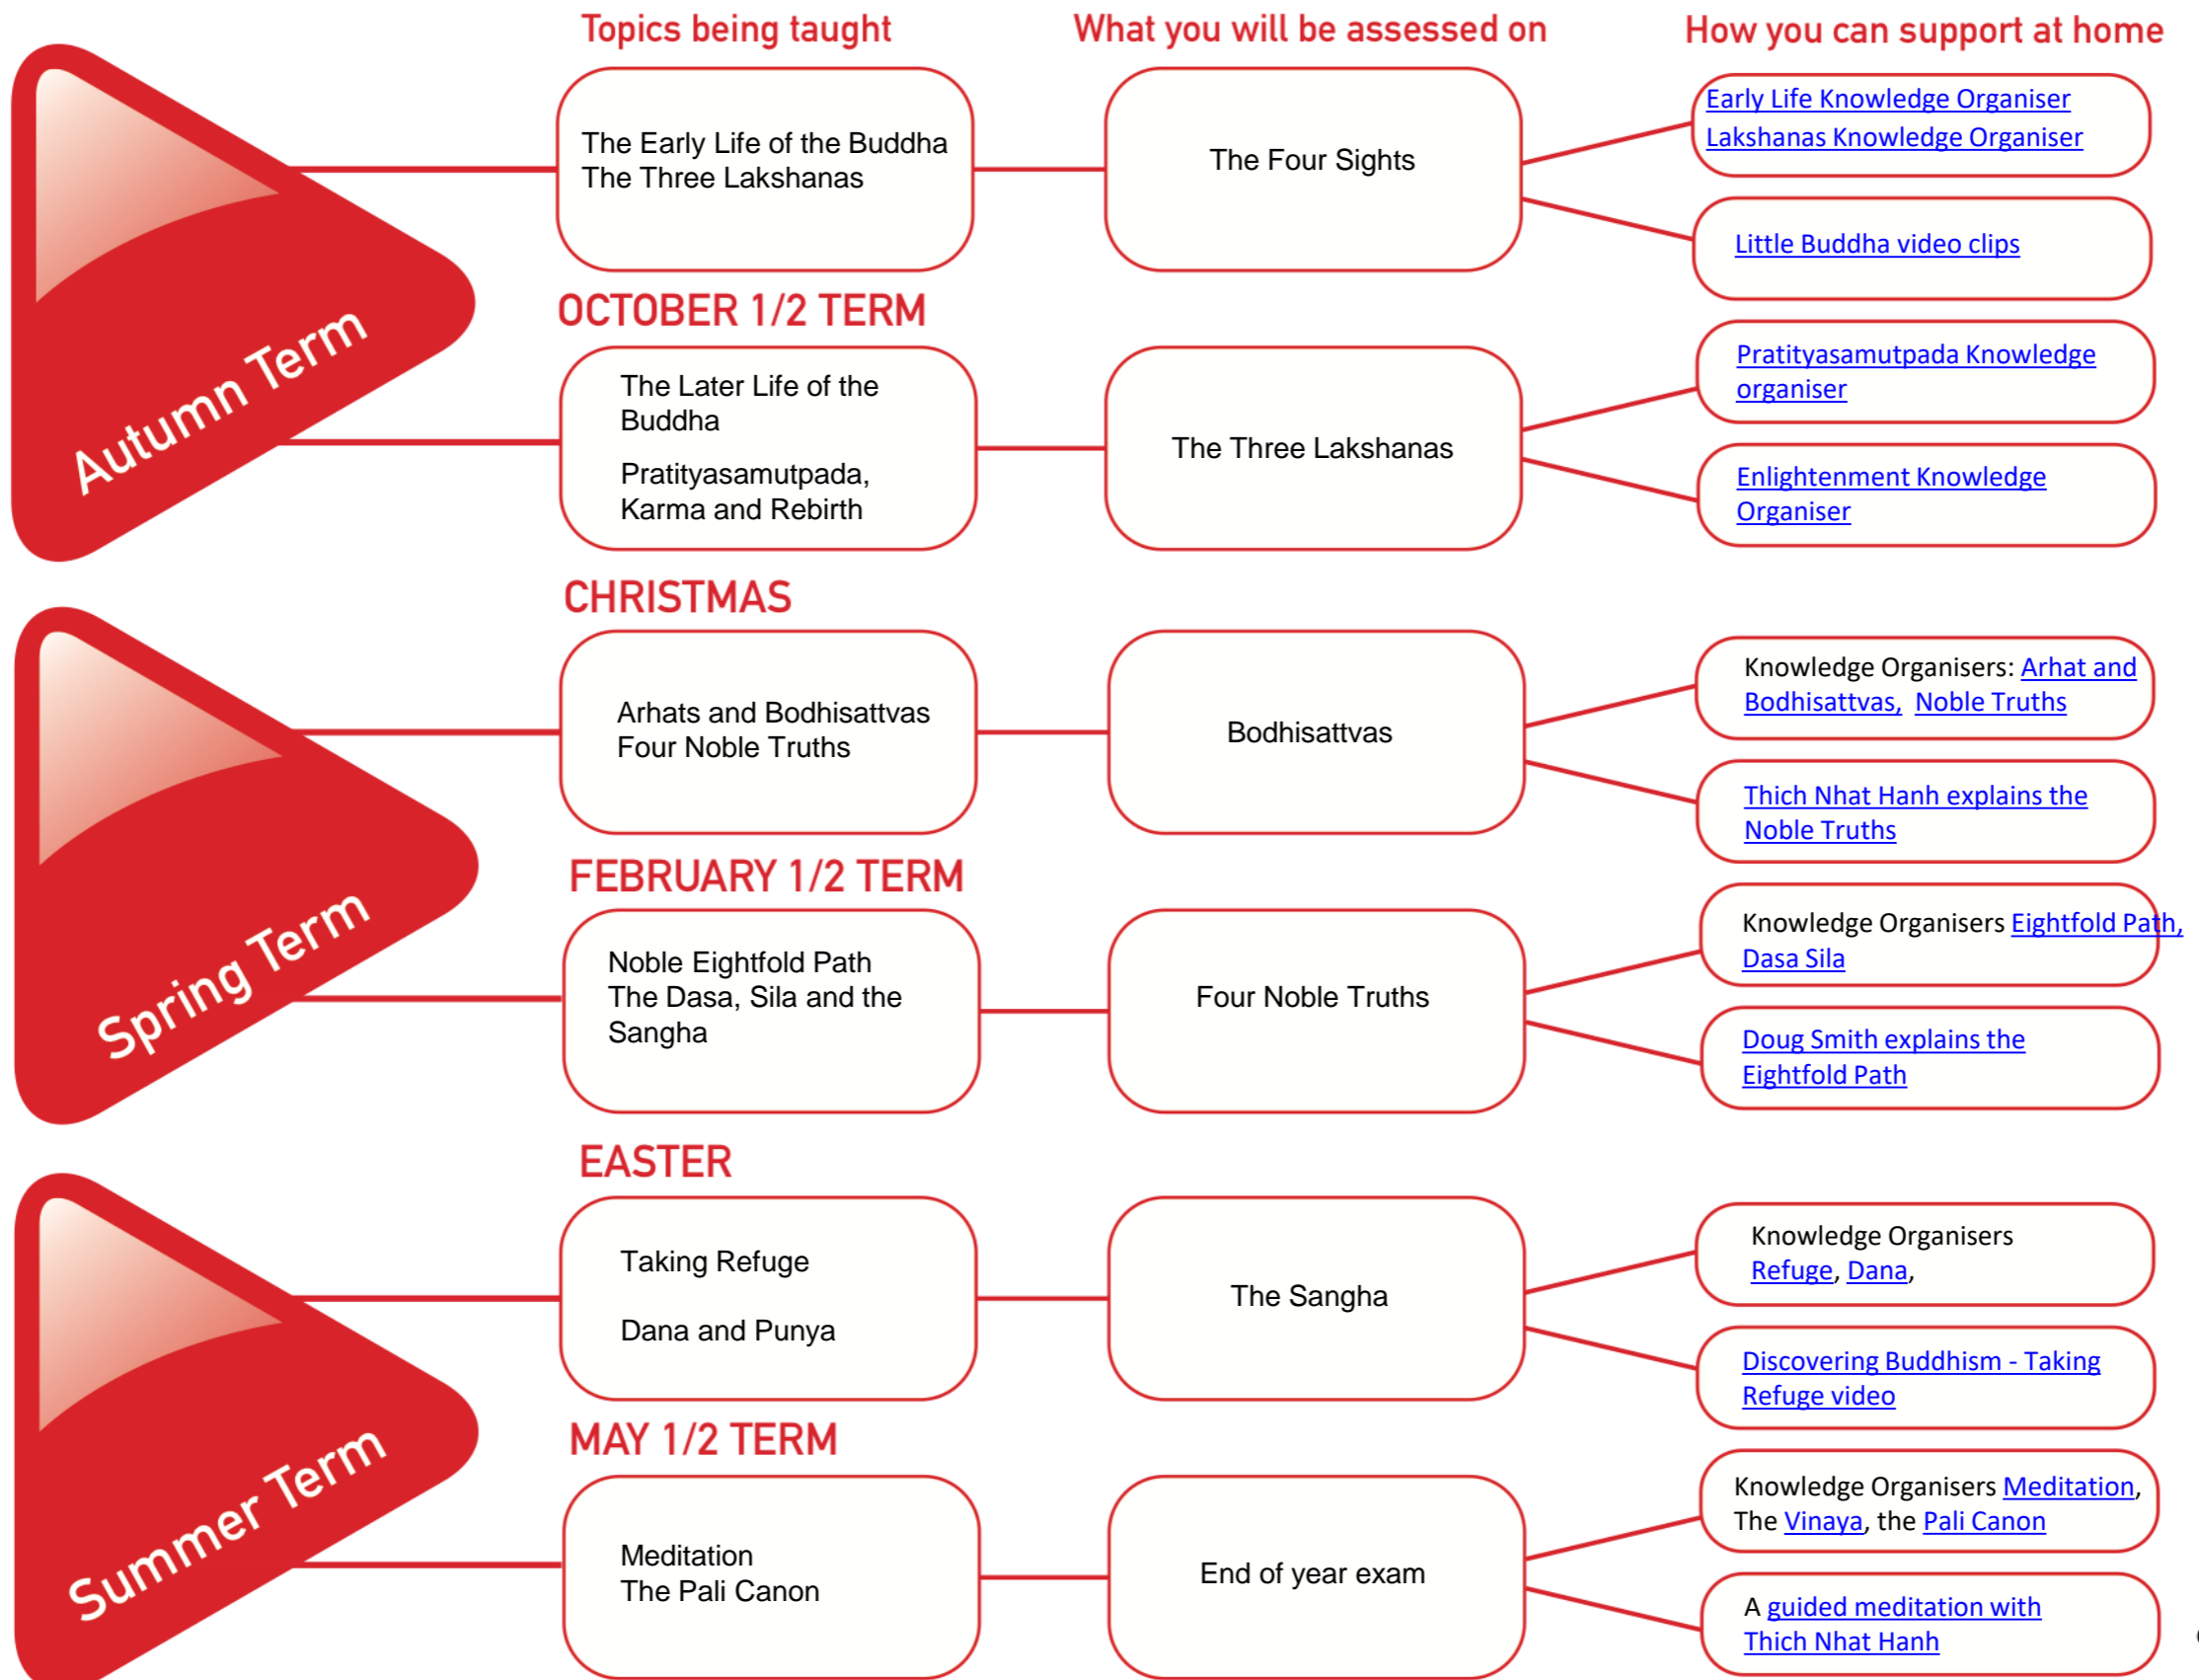 Topics being taught
What you will be assessed on
How you can support at home
Autumn Term
The Early Life of the Buddha
The Three Lakshanas
The Four Sights
Early Life Knowledge Organiser
Lakshanas Knowledge Organiser
Little Buddha video clips
OCTOBER 1/2 TERM
The Later Life of the
Buddha
Pratityasamutpada,
Karma and Rebirth
The Three Lakshanas
Pratityasamutpada Knowledge
organiser
Enlightenment Knowledge
Organiser
CHRISTMAS
Spring Term
Arhats and Bodhisattvas
Four Noble Truths
Bodhisattvas
Knowledge Organisers: Arhat and
Bodhisattvas, Noble Truths
Thich Nhat Hanh explains the
Noble Truths
FEBRUARY 1/2 TERM
Noble Eightfold Path
The Dasa, Sila and the
Sangha
Four Noble Truths
Knowledge Organisers Eightfold Path,
Dasa Sila
Doug Smith explains the
Eightfold Path
EASTER
Summer Term
Taking Refuge
Dana and Punya
The Sangha
Knowledge Organisers
Refuge, Dana,
Discovering Buddhism - Taking
Refuge video
MAY 1/2 TERM
Meditation
The Pali Canon
End of year exam
Knowledge Organisers Meditation,
The Vinaya, the Pali Canon
A guided meditation with
Thich Nhat Hanh